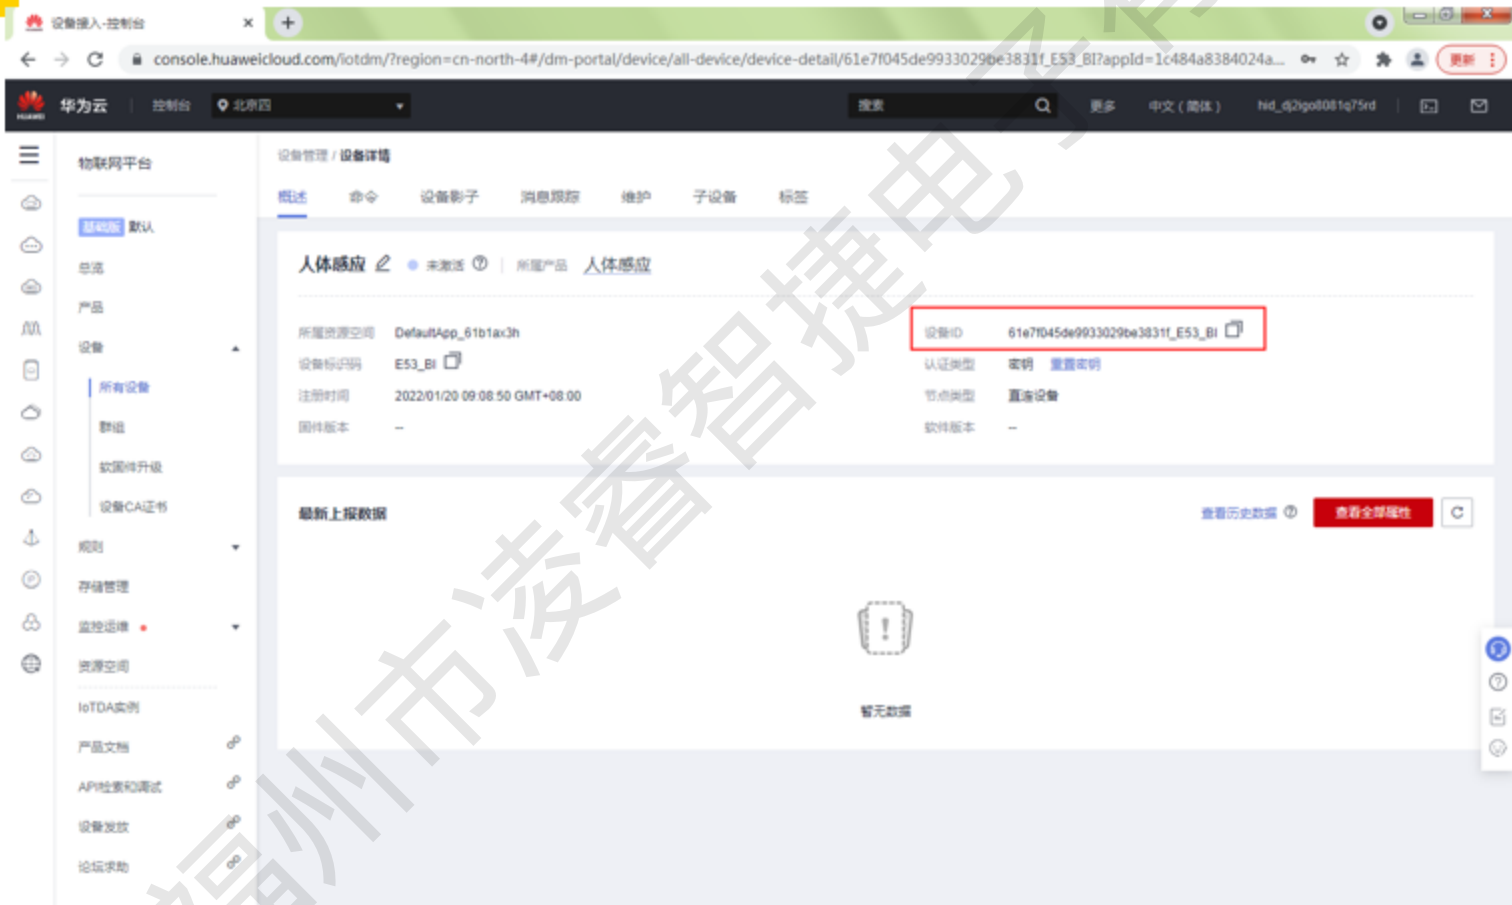 设备接入-控制台
console.huaweicloud.com/iotdm/?region=cn-north-4#/dm-portal/device/all-device/device-detail/61e7f045de9933029be3831f_E53_BI?appId=1c484a8384024a... 更新
HUAWEI 华为云 控制台 北京四 搜索 更多 中文（简体） hid_dj2igo8081q75rd
物联网平台
基础版 默认
总览
产品
设备
所有设备
群组
软固件升级
设备CA证书
规则
存储管理
监控运维
资源空间
IoTDA实例
产品文档
API检索和调试
设备发放
论坛求助
设备管理 / 设备详情
概述 命令 设备影子 消息跟踪 维护 子设备 标签
人体感应 未激活 所属产品 人体感应
所属资源空间 DefaultApp_61b1ax3h 设备ID 61e7f045de9933029be3831f_E53_BI
设备标识码 E53_BI 认证类型 密钥 重置密钥
注册时间 2022/01/20 09:08:50 GMT+08:00 节点类型 直连设备
固件版本 -- 软件版本 --
最新上报数据 查看历史数据 查看全部属性
暂无数据
福州市凌睿智捷电子有